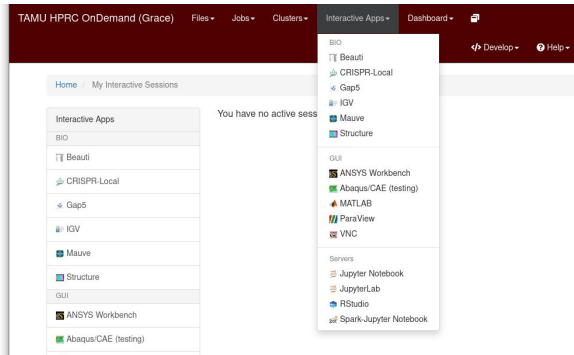 TAMU HPRC OnDemand (Grace) Files Jobs Clusters Interactive Apps Dashboard
</> Develop Help
Home / My Interactive Sessions
Interactive Apps
BIO
Beauti
CRISPR-Local
Gap5
IGV
Mauve
Structure
GUI
ANSYS Workbench
Abaqus/CAE (testing)
You have no active sess
BIO
Beauti
CRISPR-Local
Gap5
IGV
Mauve
Structure
GUI
ANSYS Workbench
Abaqus/CAE (testing)
MATLAB
ParaView
VNC
Servers
Jupyter Notebook
JupyterLab
RStudio
Spark-Jupyter Notebook